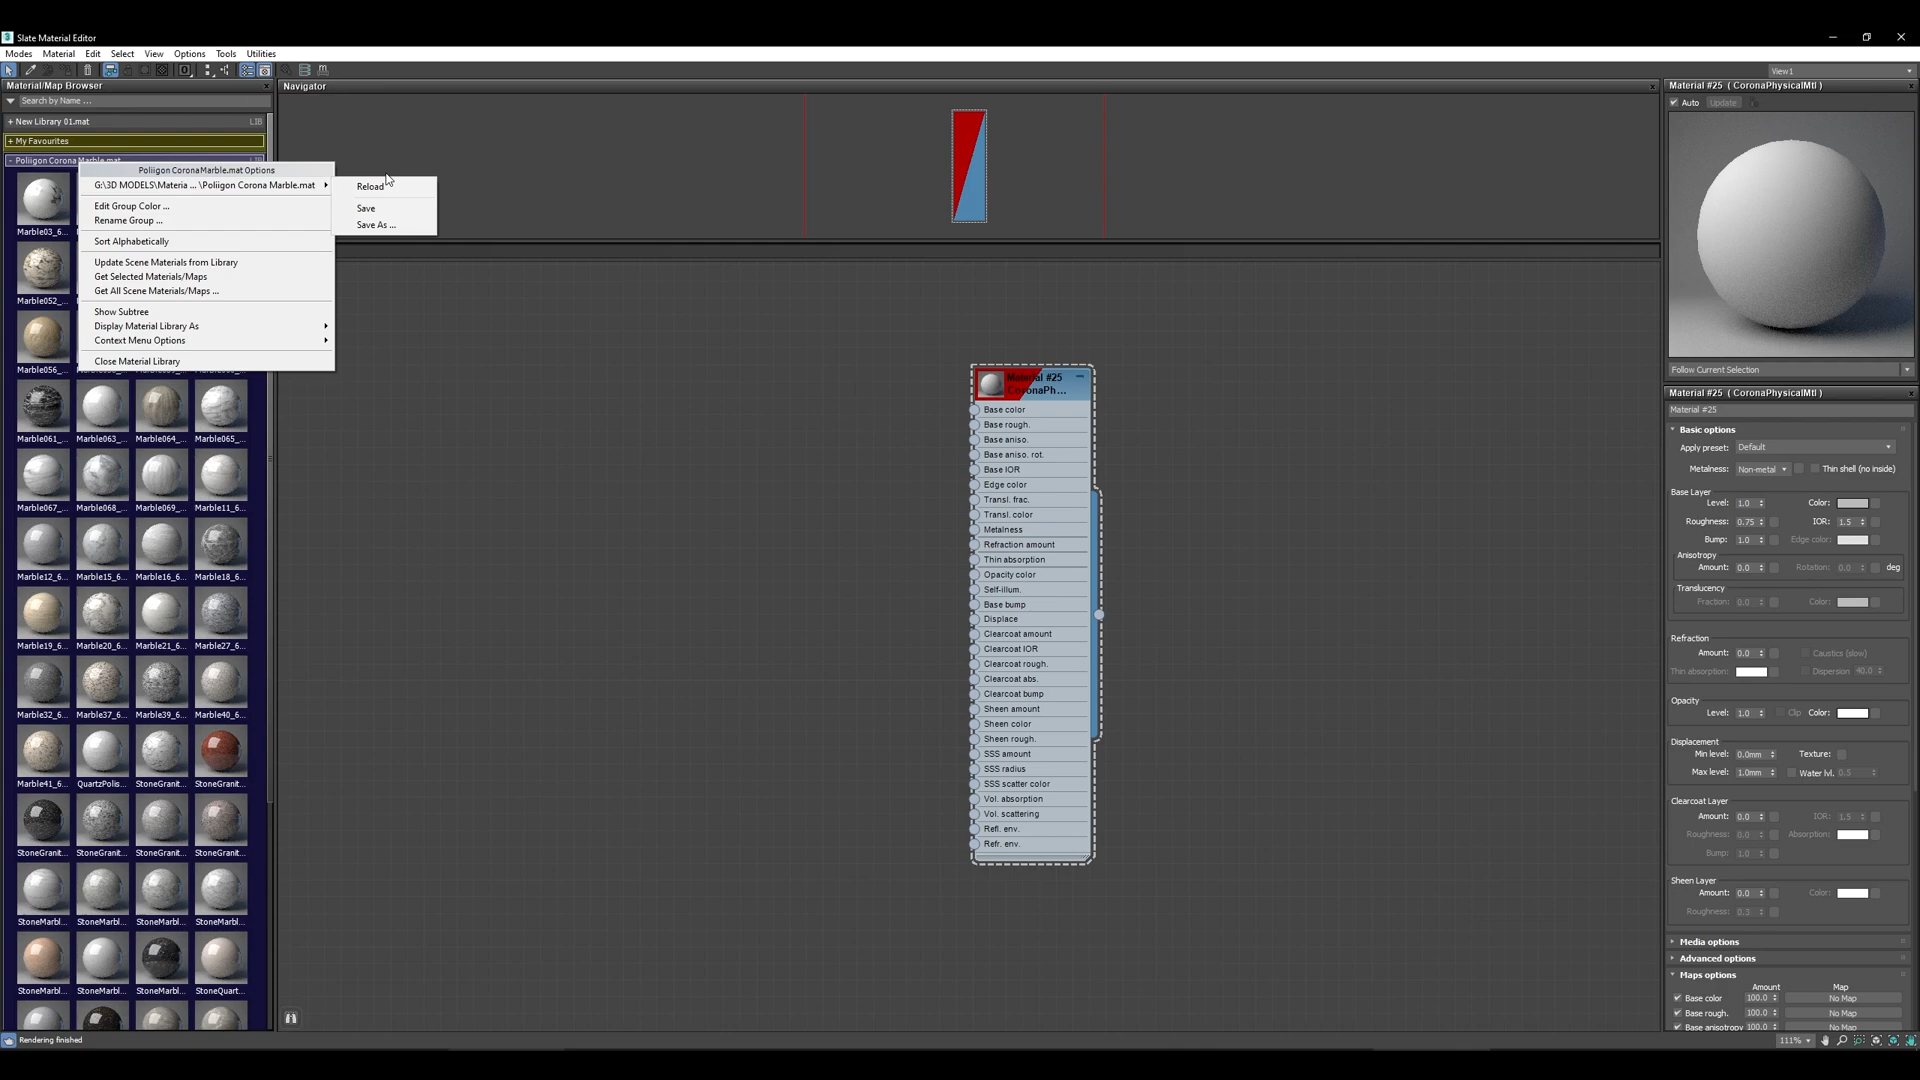 Slate Material Editor
Modes Material Edit Select View Options Tools Utilities
View1
Material/Map Browser
Search by Name ...
+ New Library 01.mat LIB
+ My Favourites
- Poliigon Corona Marble.mat LIB
Poliigon Corona Marble.mat Options
G:\3D MODELS\Materia ... \Poliigon Corona Marble.mat
Edit Group Color ...
Rename Group ...
Sort Alphabetically
Update Scene Materials from Library
Get Selected Materials/Maps
Get All Scene Materials/Maps ...
Show Subtree
Display Material Library As
Context Menu Options
Close Material Library
Reload
Save
Save As ...
Marble03_6...
Marble052_...
Marble056_...
Marble061_... Marble063_... Marble064_... Marble065_...
Marble067_... Marble068_... Marble069_... Marble11_6...
Marble12_6... Marble15_6... Marble16_6... Marble18_6...
Marble19_6... Marble20_6... Marble21_6... Marble27_6...
Marble32_6... Marble37_6... Marble39_6... Marble40_6...
Marble41_6... QuartzPolis... StoneGranit... StoneGranit...
StoneGranit... StoneGranit... StoneGranit... StoneGranit...
StoneMarbl... StoneMarbl... StoneMarbl... StoneMarbl...
StoneMarbl... StoneMarbl... StoneMarbl... StoneQuart...
Rendering finished
Navigator
Material #25
CoronaPh...
Base color
Base rough.
Base aniso.
Base aniso. rot.
Base IOR
Edge color
Transl. frac.
Transl. color
Metalness
Refraction amount
Thin absorption
Opacity color
Self-illum.
Base bump
Displace
Clearcoat amount
Clearcoat IOR
Clearcoat rough.
Clearcoat abs.
Clearcoat bump
Sheen amount
Sheen color
Sheen rough.
SSS amount
SSS radius
SSS scatter color
Vol. absorption
Vol. scattering
Refl. env.
Refr. env.
Material #25 ( CoronaPhysicalMtl )
Auto Update
Follow Current Selection
Material #25 ( CoronaPhysicalMtl )
Material #25
Basic options
Apply preset: Default
Metalness: Non-metal Thin shell (no inside)
Base Layer
Level: 1.0 Color:
Roughness: 0.75 IOR: 1.5
Bump: 1.0 Edge color:
Anisotropy
Amount: 0.0 Rotation: 0.0 deg
Translucency
Fraction: 0.0 Color:
Refraction
Amount: 0.0 Caustics (slow)
Thin absorption: Dispersion 40.0
Opacity
Level: 1.0 Clip Color:
Displacement
Min level: 0.0mm Texture:
Max level: 1.0mm Water lvl. 0.5
Clearcoat Layer
Amount: 0.0 IOR: 1.5
Roughness: 0.0 Absorption:
Bump: 1.0
Sheen Layer
Amount: 0.0 Color:
Roughness: 0.3
Media options
Advanced options
Maps options
Amount Map
Base color 100.0 No Map
Base rough. 100.0 No Map
Base anisotropy 100.0 No Map
111%